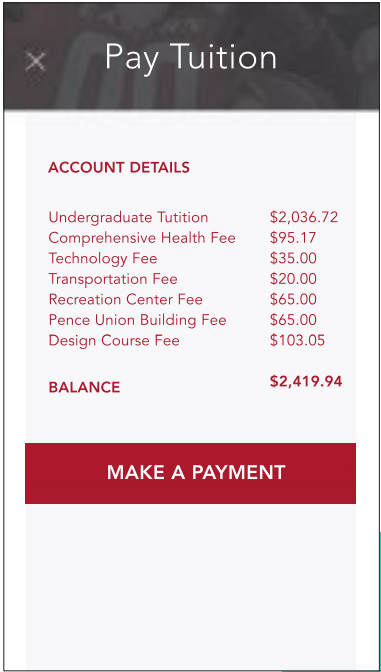 Pay Tuition
ACCOUNT DETAILS
Undergraduate Tutition $2,036.72
Comprehensive Health Fee $95.17
Technology Fee $35.00
Transportation Fee $20.00
Recreation Center Fee $65.00
Pence Union Building Fee $65.00
Design Course Fee $103.05
BALANCE $2,419.94
MAKE A PAYMENT